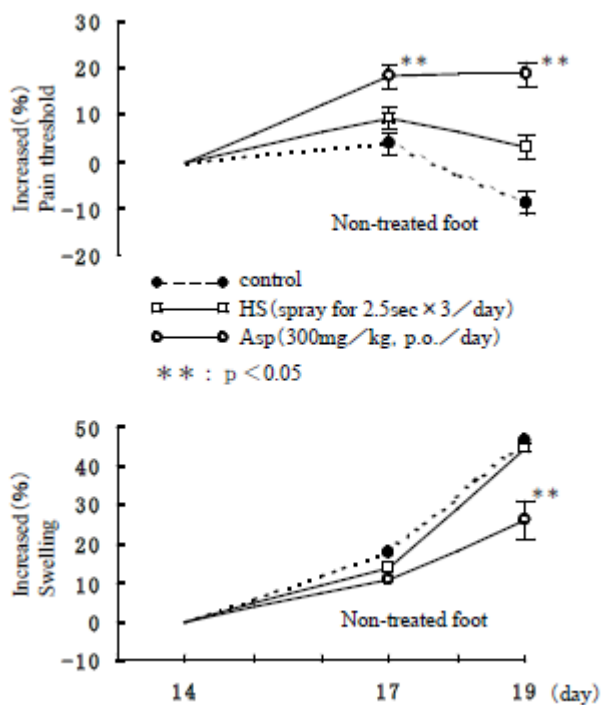 Increased(%)
Pain threshold
30
20
10
0
-10
-20
**
**
Non-treated foot
control
HS(spray for 2.5sec×3/day)
Asp(300mg/kg, p.o./day)
**: p<0.05
Increased(%)
Swelling
50
40
30
20
10
0
-10
**
Non-treated foot
14 17 19 (day)